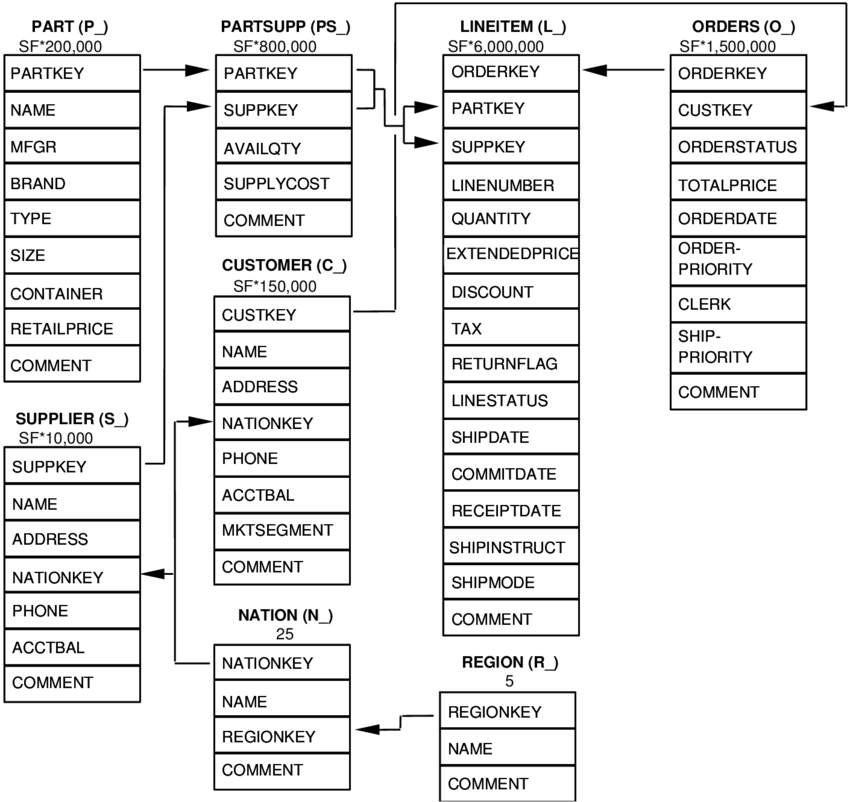 PART (P_)
SF*200,000
PARTKEY
NAME
MFGR
BRAND
TYPE
SIZE
CONTAINER
RETAILPRICE
COMMENT
SUPPLIER (S_)
SF*10,000
SUPPKEY
NAME
ADDRESS
NATIONKEY
PHONE
ACCTBAL
COMMENT
PARTSUPP (PS_)
SF*800,000
PARTKEY
SUPPKEY
AVAILQTY
SUPPLYCOST
COMMENT
CUSTOMER (C_)
SF*150,000
CUSTKEY
NAME
ADDRESS
NATIONKEY
PHONE
ACCTBAL
MKTSEGMENT
COMMENT
NATION (N_)
25
NATIONKEY
NAME
REGIONKEY
COMMENT
LINEITEM (L_)
SF*6,000,000
ORDERKEY
PARTKEY
SUPPKEY
LINENUMBER
QUANTITY
EXTENDEDPRICE
DISCOUNT
TAX
RETURNFLAG
LINESTATUS
SHIPDATE
COMMITDATE
RECEIPTDATE
SHIPINSTRUCT
SHIPMODE
COMMENT
REGION (R_)
5
REGIONKEY
NAME
COMMENT
ORDERS (O_)
SF*1,500,000
ORDERKEY
CUSTKEY
ORDERSTATUS
TOTALPRICE
ORDERDATE
ORDER-
PRIORITY
CLERK
SHIP-
PRIORITY
COMMENT